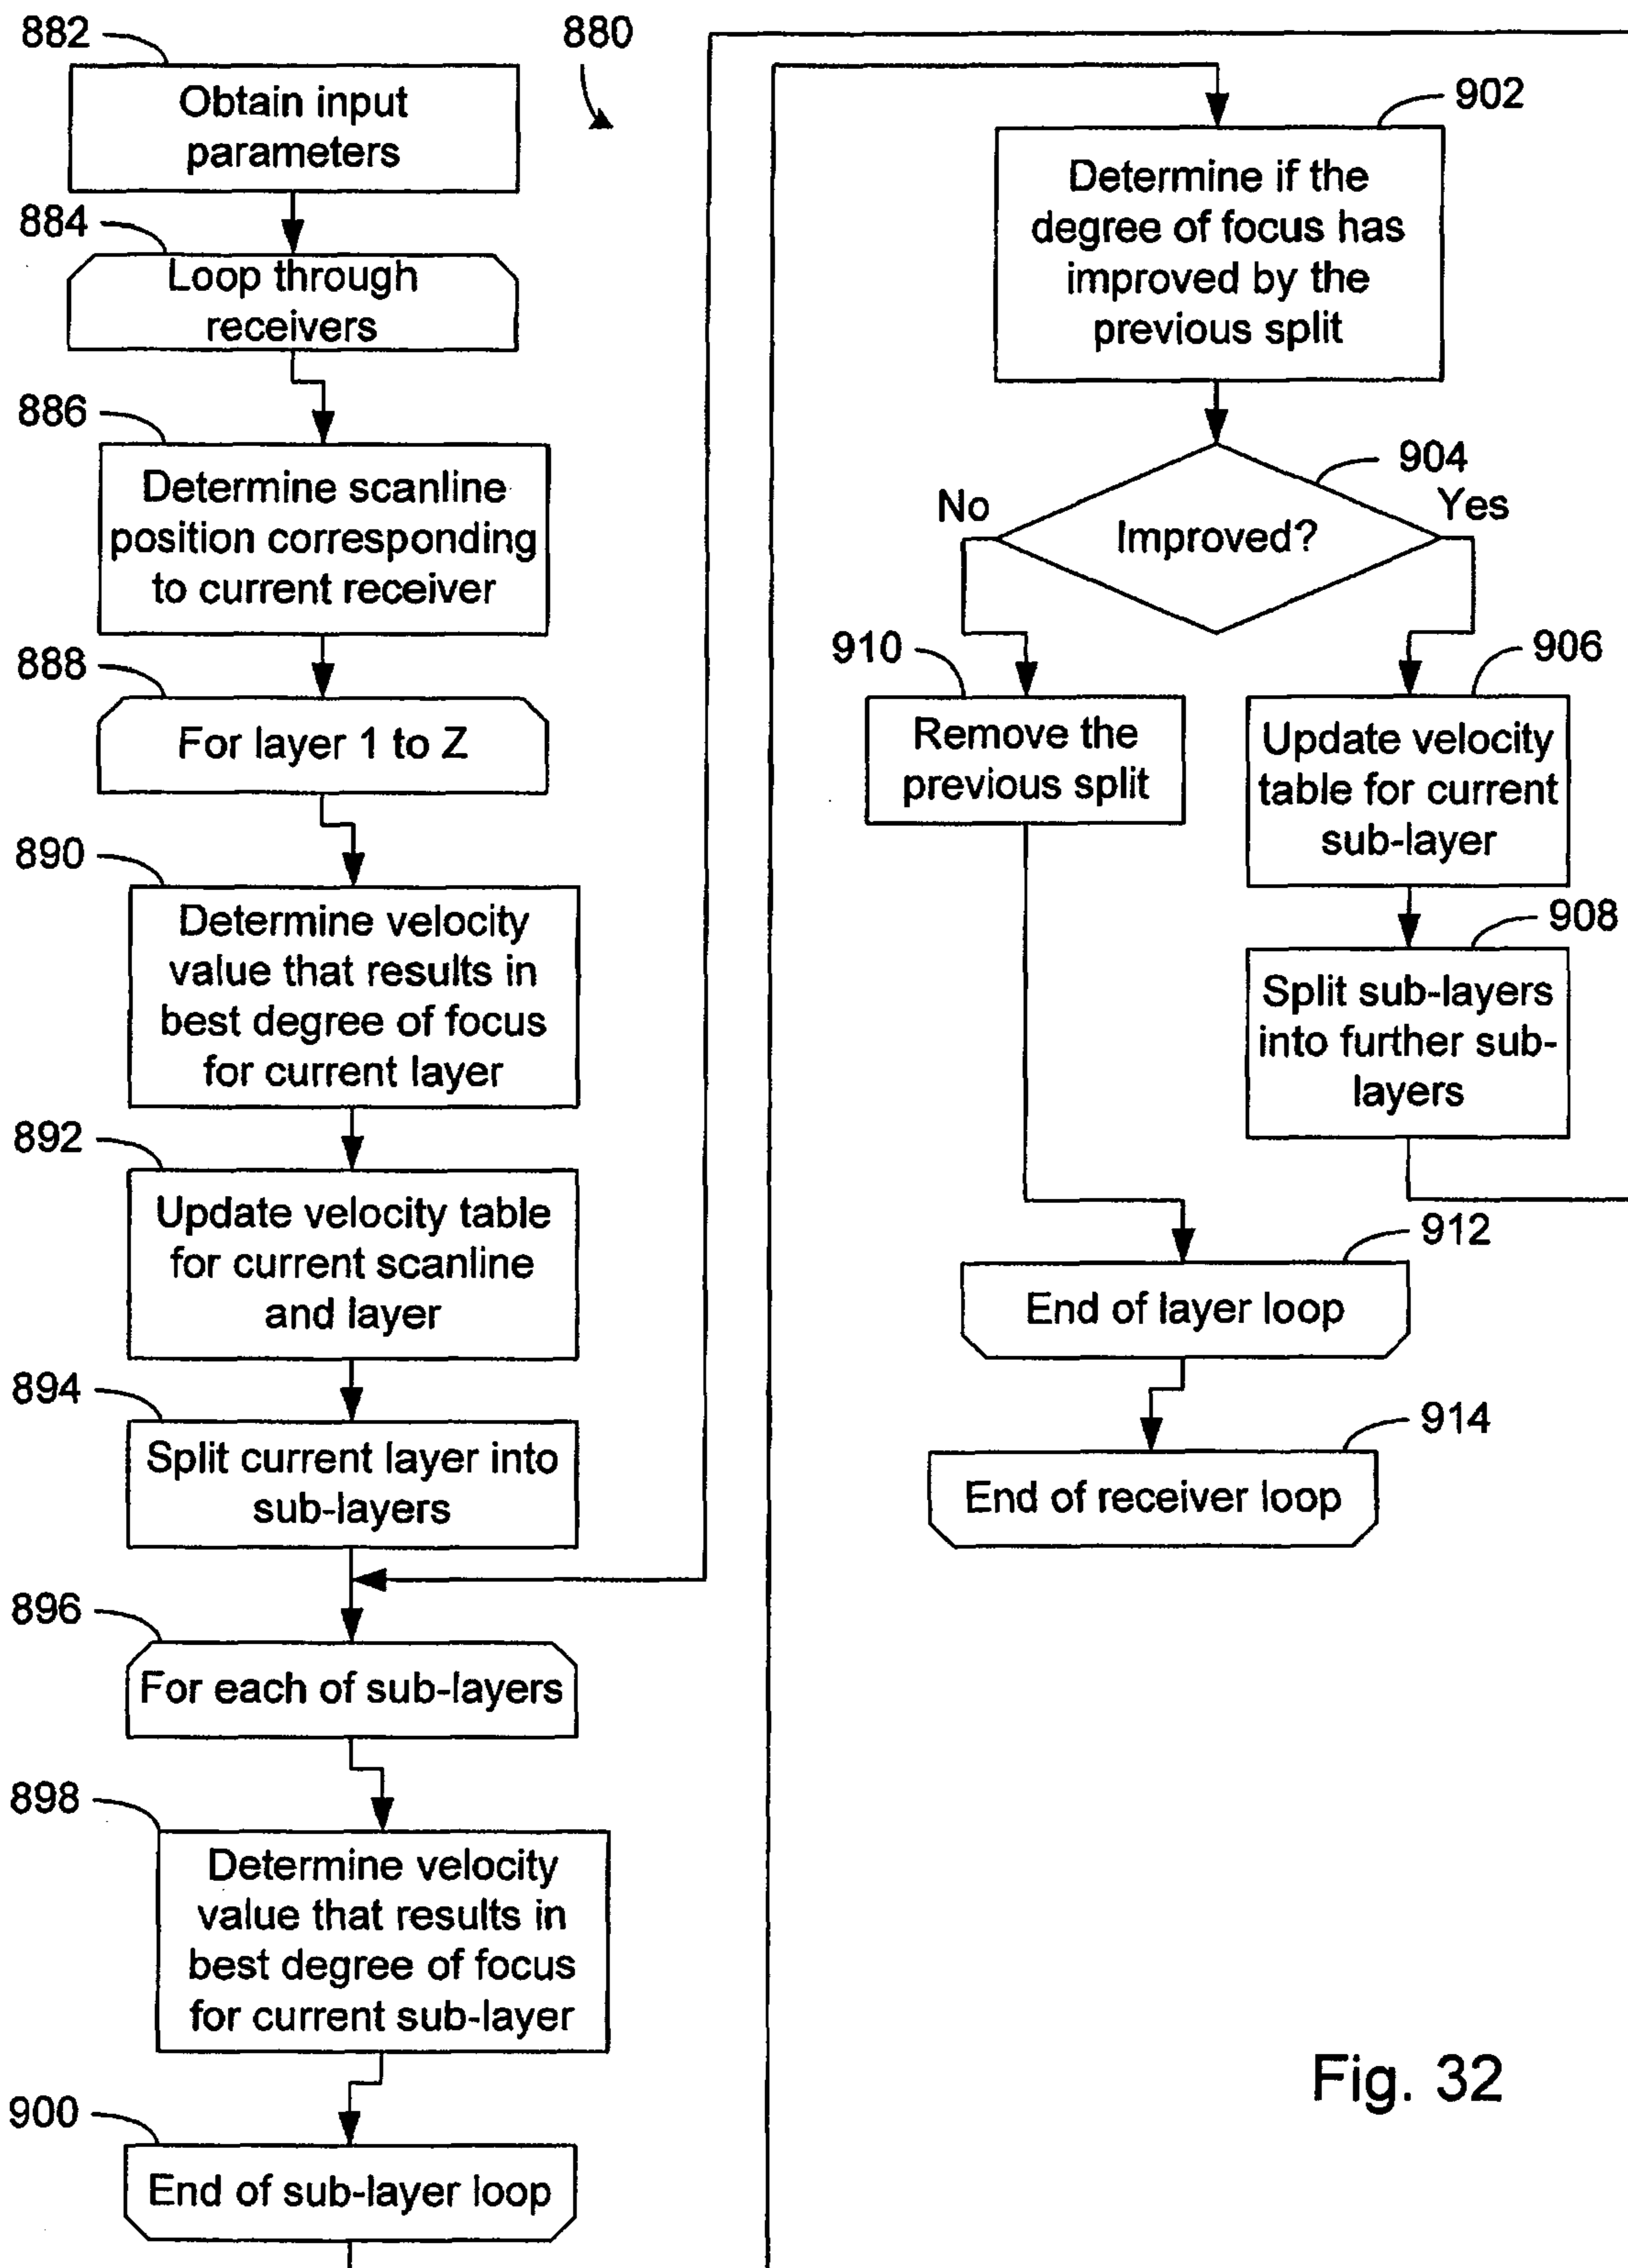 882
880
Obtain input
parameters
884
Loop through
receivers
886
Determine scanline
position corresponding
to current receiver
888
For layer 1 to Z
890
Determine velocity
value that results in
best degree of focus
for current layer
892
Update velocity table
for current scanline
and layer
894
Split current layer into
sub-layers
896
For each of sub-layers
898
Determine velocity
value that results in
best degree of focus
for current sub-layer
900
End of sub-layer loop
902
Determine if the
degree of focus has
improved by the
previous split
904
No
Yes
Improved?
910
Remove the
previous split
906
Update velocity
table for current
sub-layer
908
Split sub-layers
into further sub-
layers
912
End of layer loop
914
End of receiver loop
Fig. 32